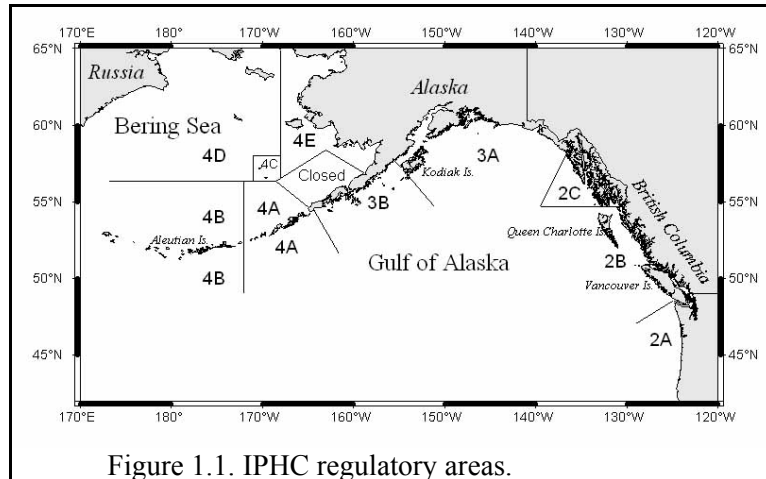 170°E 180° 170°W 160°W 150°W 140°W 130°W 120°W
65°N 65°N
Russia
Alaska
Bering Sea
60°N 60°N
4E
4D
4C
3A
Closed
Kodiak Is.
55°N 55°N
4A
3B
2C
British Columbia
4B
Aleutian Is.
4A
Queen Charlotte Is.
Gulf of Alaska
2B
50°N 50°N
4B
Vancouver Is.
2A
45°N 45°N
170°E 180° 170°W 160°W 150°W 140°W 130°W 120°W
Figure 1.1. IPHC regulatory areas.